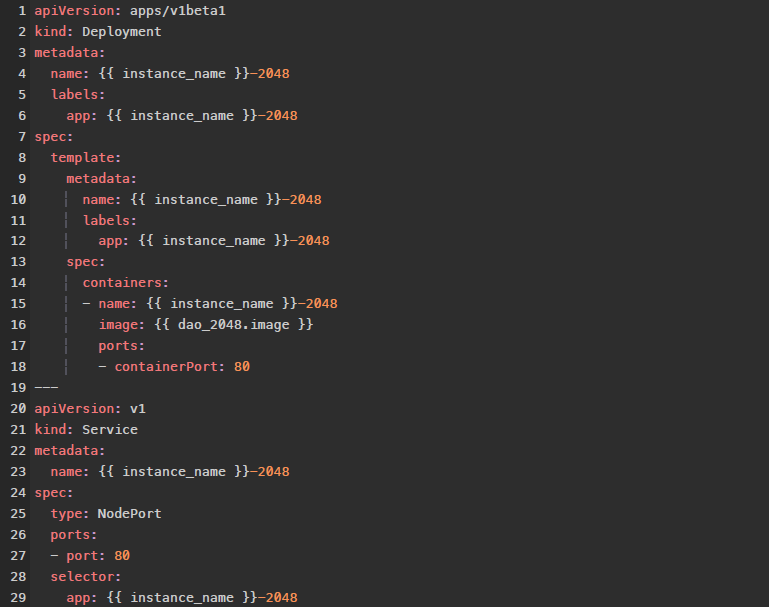 1 apiVersion: apps/v1beta1
2 kind: Deployment
3 metadata:
4   name: {{ instance_name }}-2048
5   labels:
6     app: {{ instance_name }}-2048
7 spec:
8   template:
9     metadata:
10       name: {{ instance_name }}-2048
11       labels:
12         app: {{ instance_name }}-2048
13     spec:
14       containers:
15       - name: {{ instance_name }}-2048
16         image: {{ dao_2048.image }}
17         ports:
18         - containerPort: 80
19 ---
20 apiVersion: v1
21 kind: Service
22 metadata:
23   name: {{ instance_name }}-2048
24 spec:
25   type: NodePort
26   ports:
27   - port: 80
28   selector:
29     app: {{ instance_name }}-2048